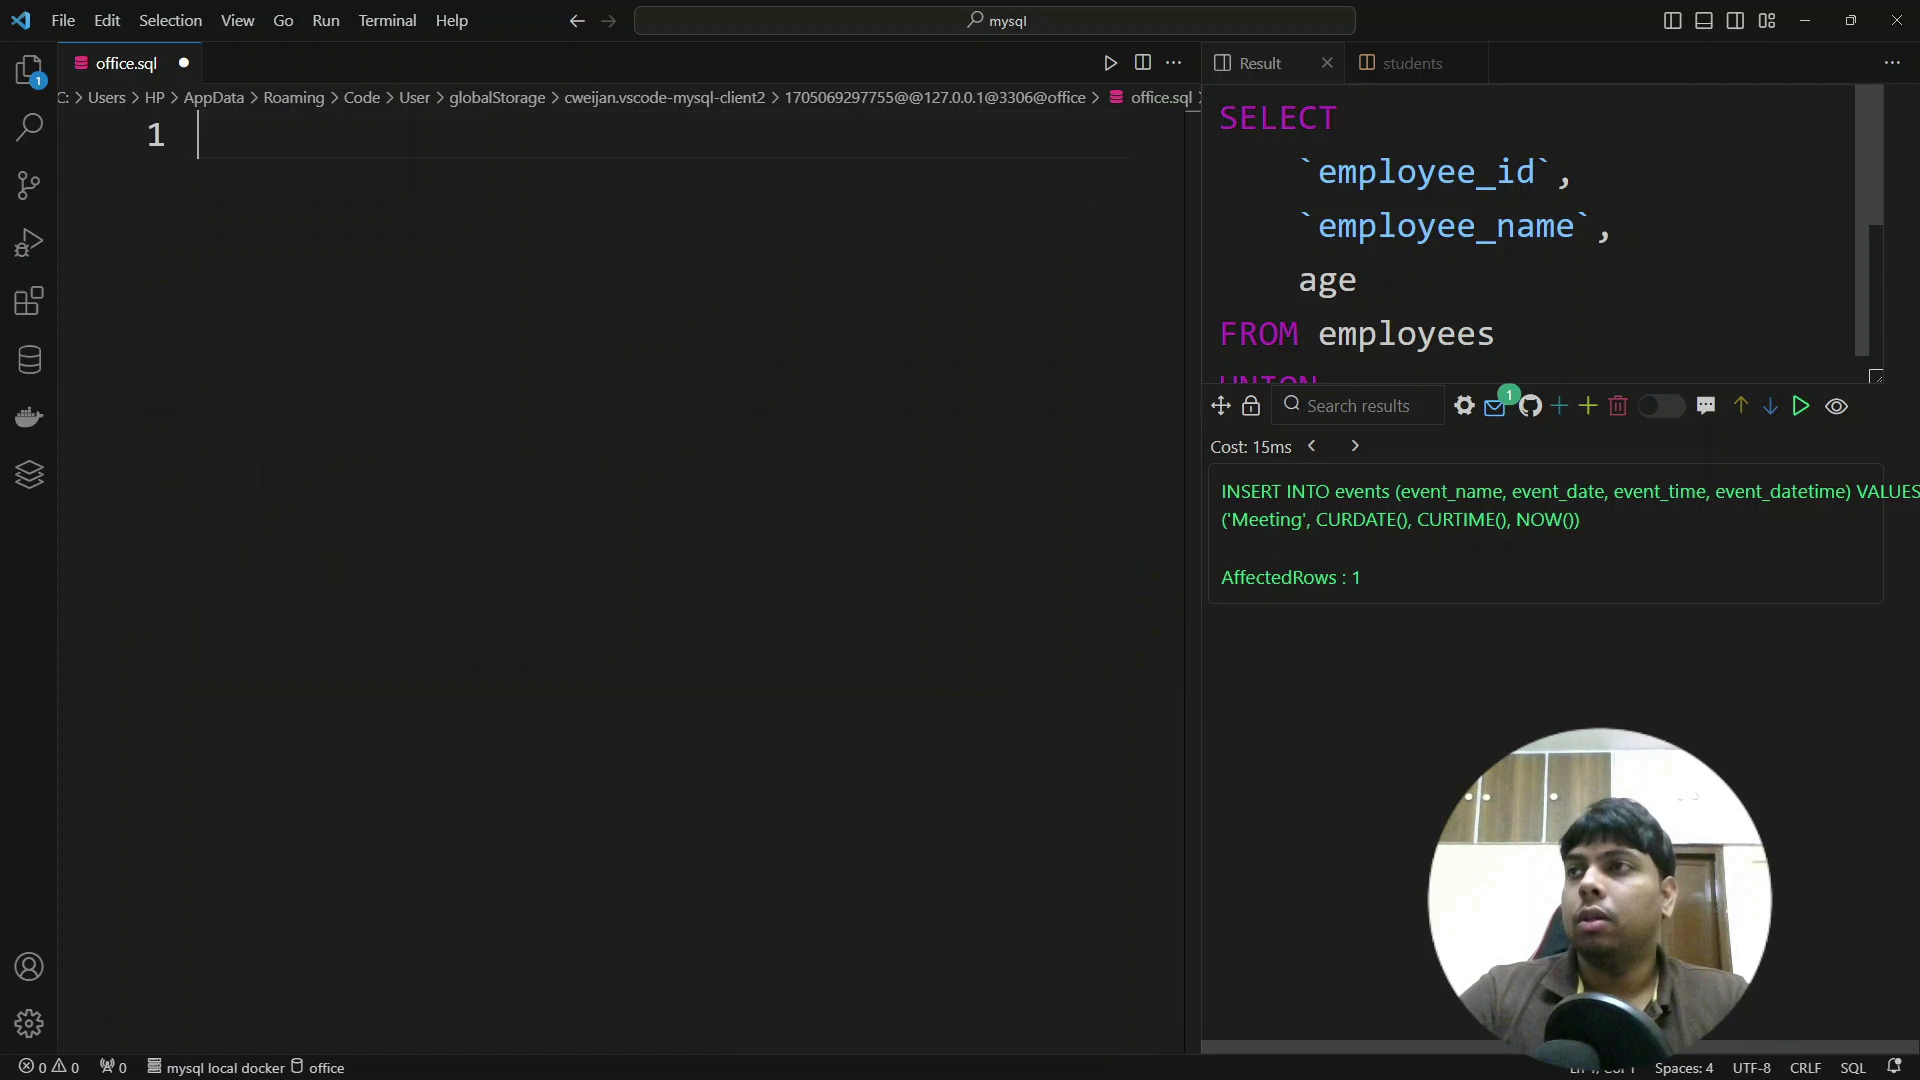 File Edit Selection View Go Run Terminal Help
mysql
1
office.sql
Result
students
C: > Users > HP > AppData > Roaming > Code > User > globalStorage > cweijan.vscode-mysql-client2 > 1705069297755@@127.0.0.1@3306@office > office.sql
1
SELECT
`employee_id`,
`employee_name`,
age
FROM employees
UNION
Search results
1
Cost: 15ms
INSERT INTO events (event_name, event_date, event_time, event_datetime) VALUES
('Meeting', CURDATE(), CURTIME(), NOW())
AffectedRows : 1
0 0 0 mysql local docker office
Spaces: 4 UTF-8 CRLF SQL